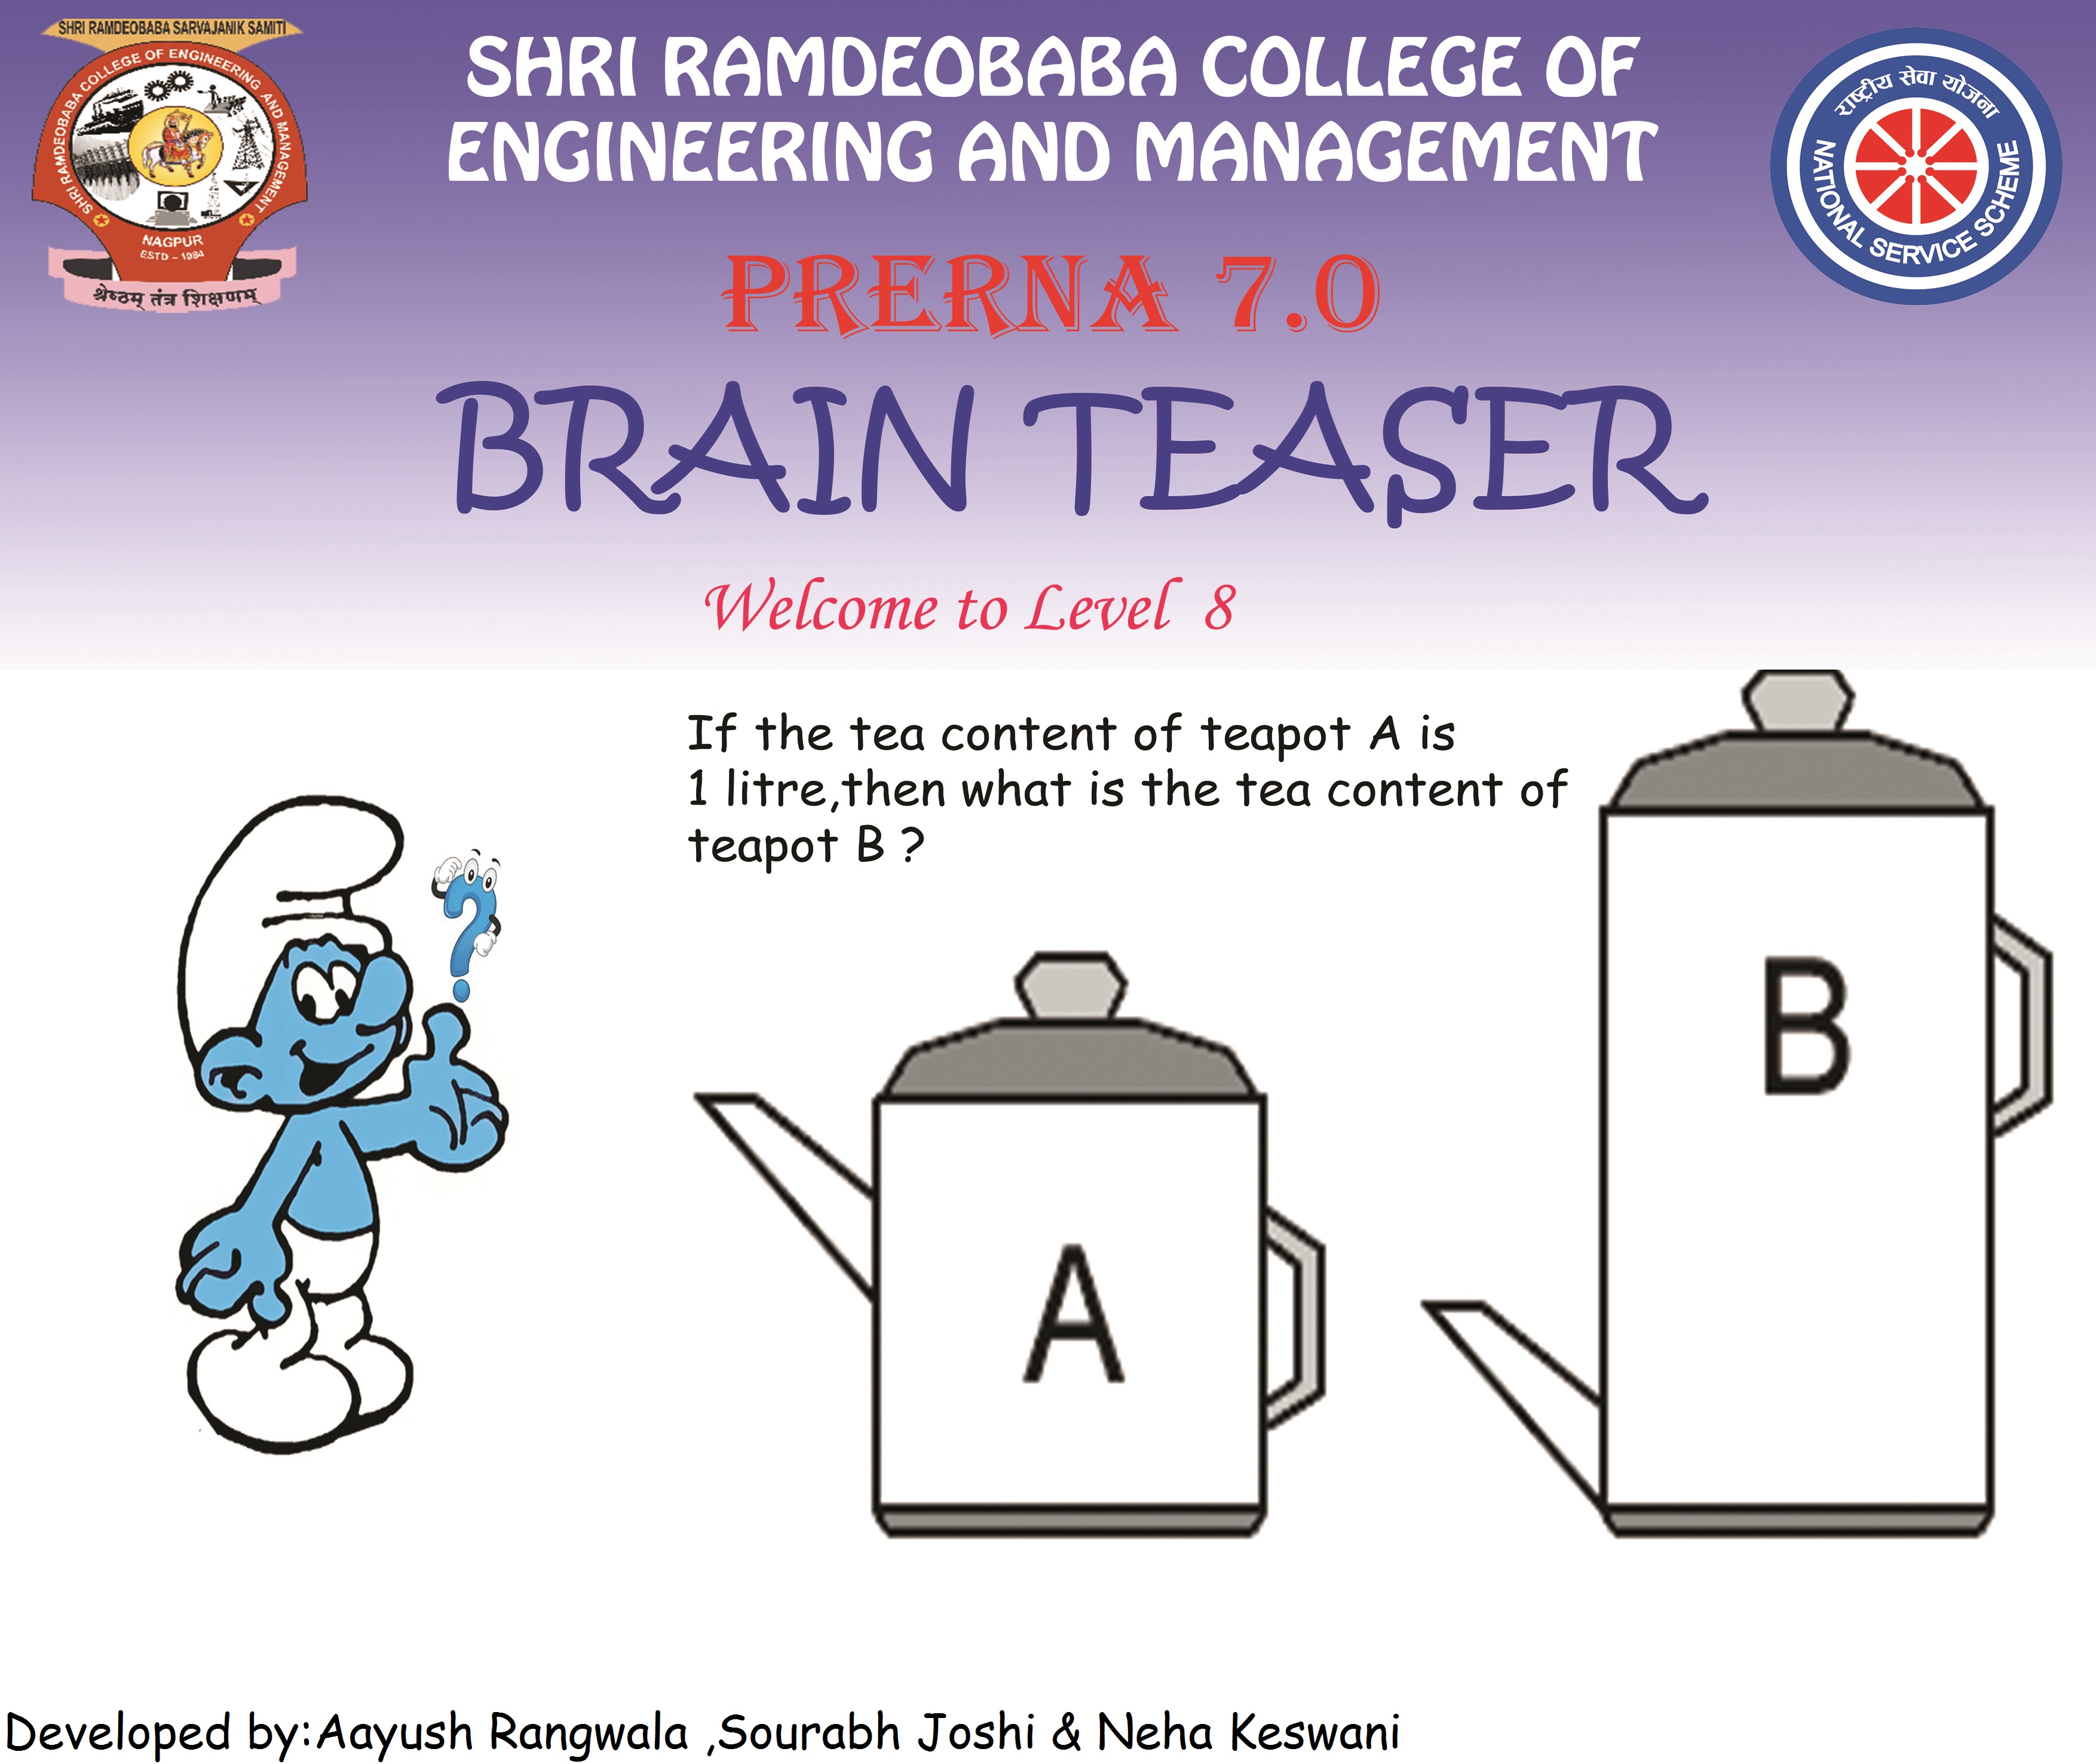 SHRI RAMDEOBABA SARVAJANIK SAMITI
SHRI RAMDEOBABA COLLEGE OF ENGINEERING AND MANAGEMENT
NAGPUR
ESTD - 1984
श्रेष्ठम् तंत्र शिक्षणम्
SHRI RAMDEOBABA COLLEGE OF
ENGINEERING AND MANAGEMENT
राष्ट्रीय सेवा योजना
NATIONAL SERVICE SCHEME
PRERNA 7.0
BRAIN TEASER
Welcome to Level 8
If the tea content of teapot A is
1 litre,then what is the tea content of
teapot B ?
A
B
Developed by:Aayush Rangwala ,Sourabh Joshi & Neha Keswani